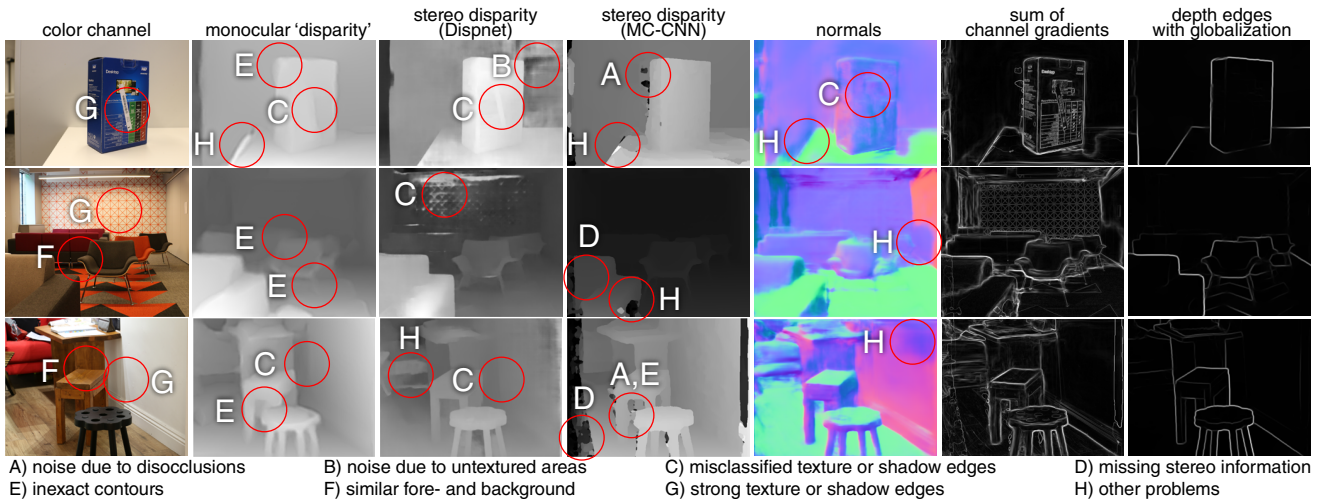 color channel
monocular 'disparity'
stereo disparity
(Dispnet)
stereo disparity
(MC-CNN)
normals
sum of
channel gradients
depth edges
with globalization
E
B
A
G
C
C
C
H
H
H
G
C
F
E
D
H
E
H
F
G
C
H
C
A,E
H
E
D
A) noise due to disocclusions
B) noise due to untextured areas
C) misclassified texture or shadow edges
D) missing stereo information
E) inexact contours
F) similar fore- and background
G) strong texture or shadow edges
H) other problems